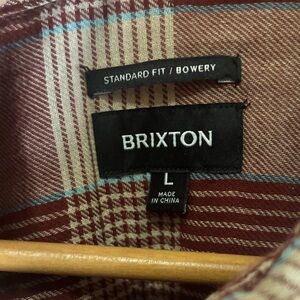 STANDARD FIT / BOWERY
BRIXTON
L
MADE
IN CHINA